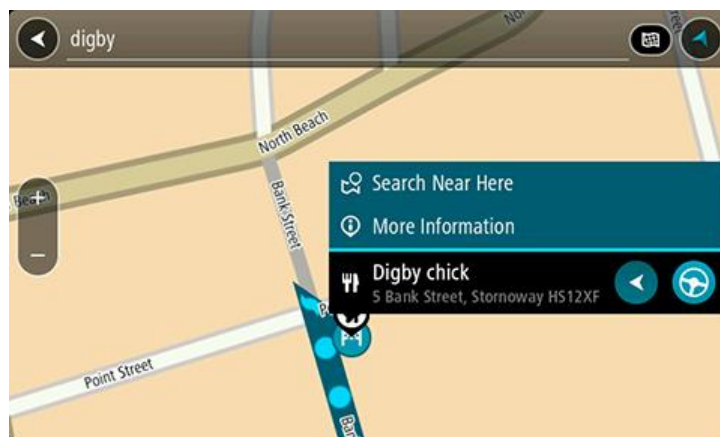 digby
North Beach
Bank Street
Search Near Here
More Information
Digby chick
5 Bank Street, Stornoway HS12XF
Point Street